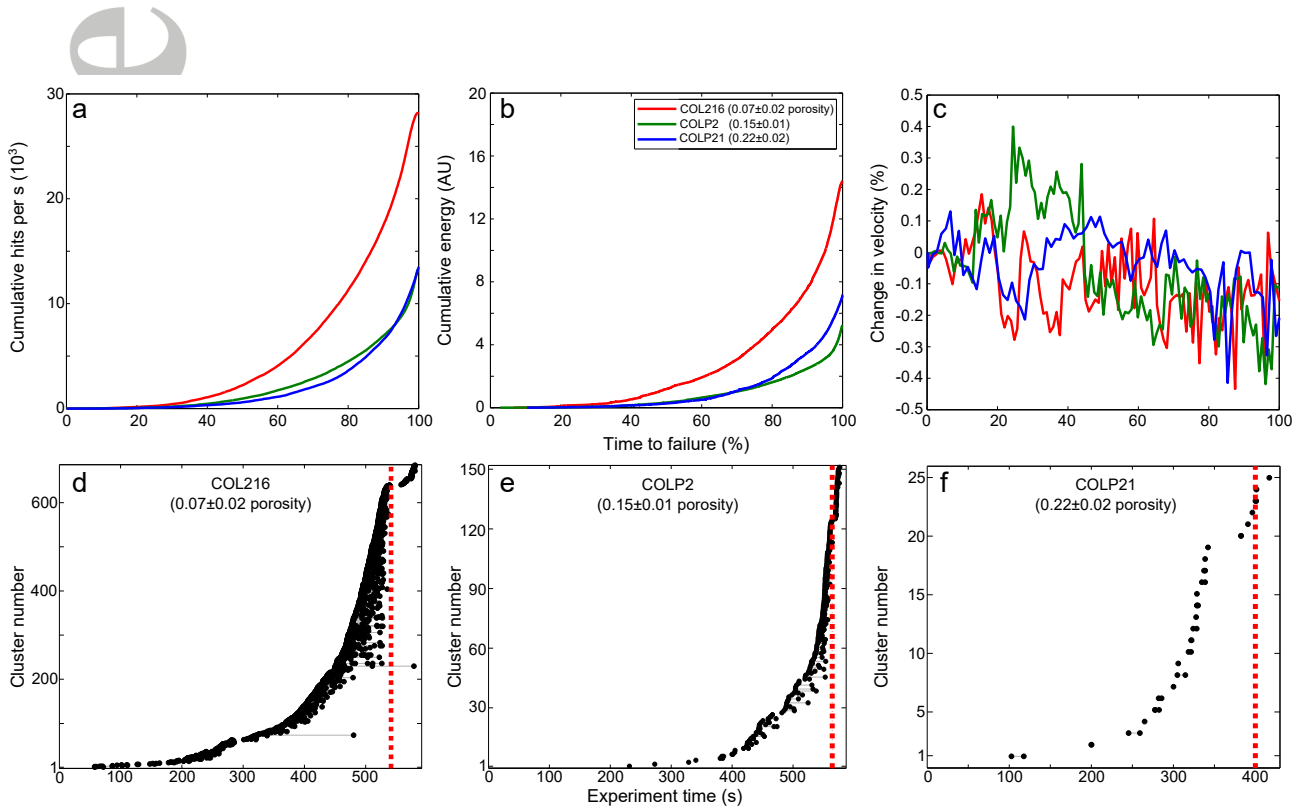 e
a
b
c
30
20
10
0
Cumulative hits per s (10³)
0 20 40 60 80 100
20
16
12
8
4
0
Cumulative energy (AU)
COL216 (0.07±0.02 porosity)
COLP2 (0.15±0.01)
COLP21 (0.22±0.02)
0 20 40 60 80 100
Time to failure (%)
0.5
0.4
0.3
0.2
0.1
0
-0.1
-0.2
-0.3
-0.4
-0.5
Change in velocity (%)
0 20 40 60 80 100
d
COL216
(0.07±0.02 porosity)
600
400
200
1
Cluster number
0 100 200 300 400 500
e
COLP2
(0.15±0.01 porosity)
150
120
90
60
30
1
Cluster number
0 100 200 300 400 500
Experiment time (s)
f
COLP21
(0.22±0.02 porosity)
25
20
15
10
5
1
Cluster number
0 100 200 300 400